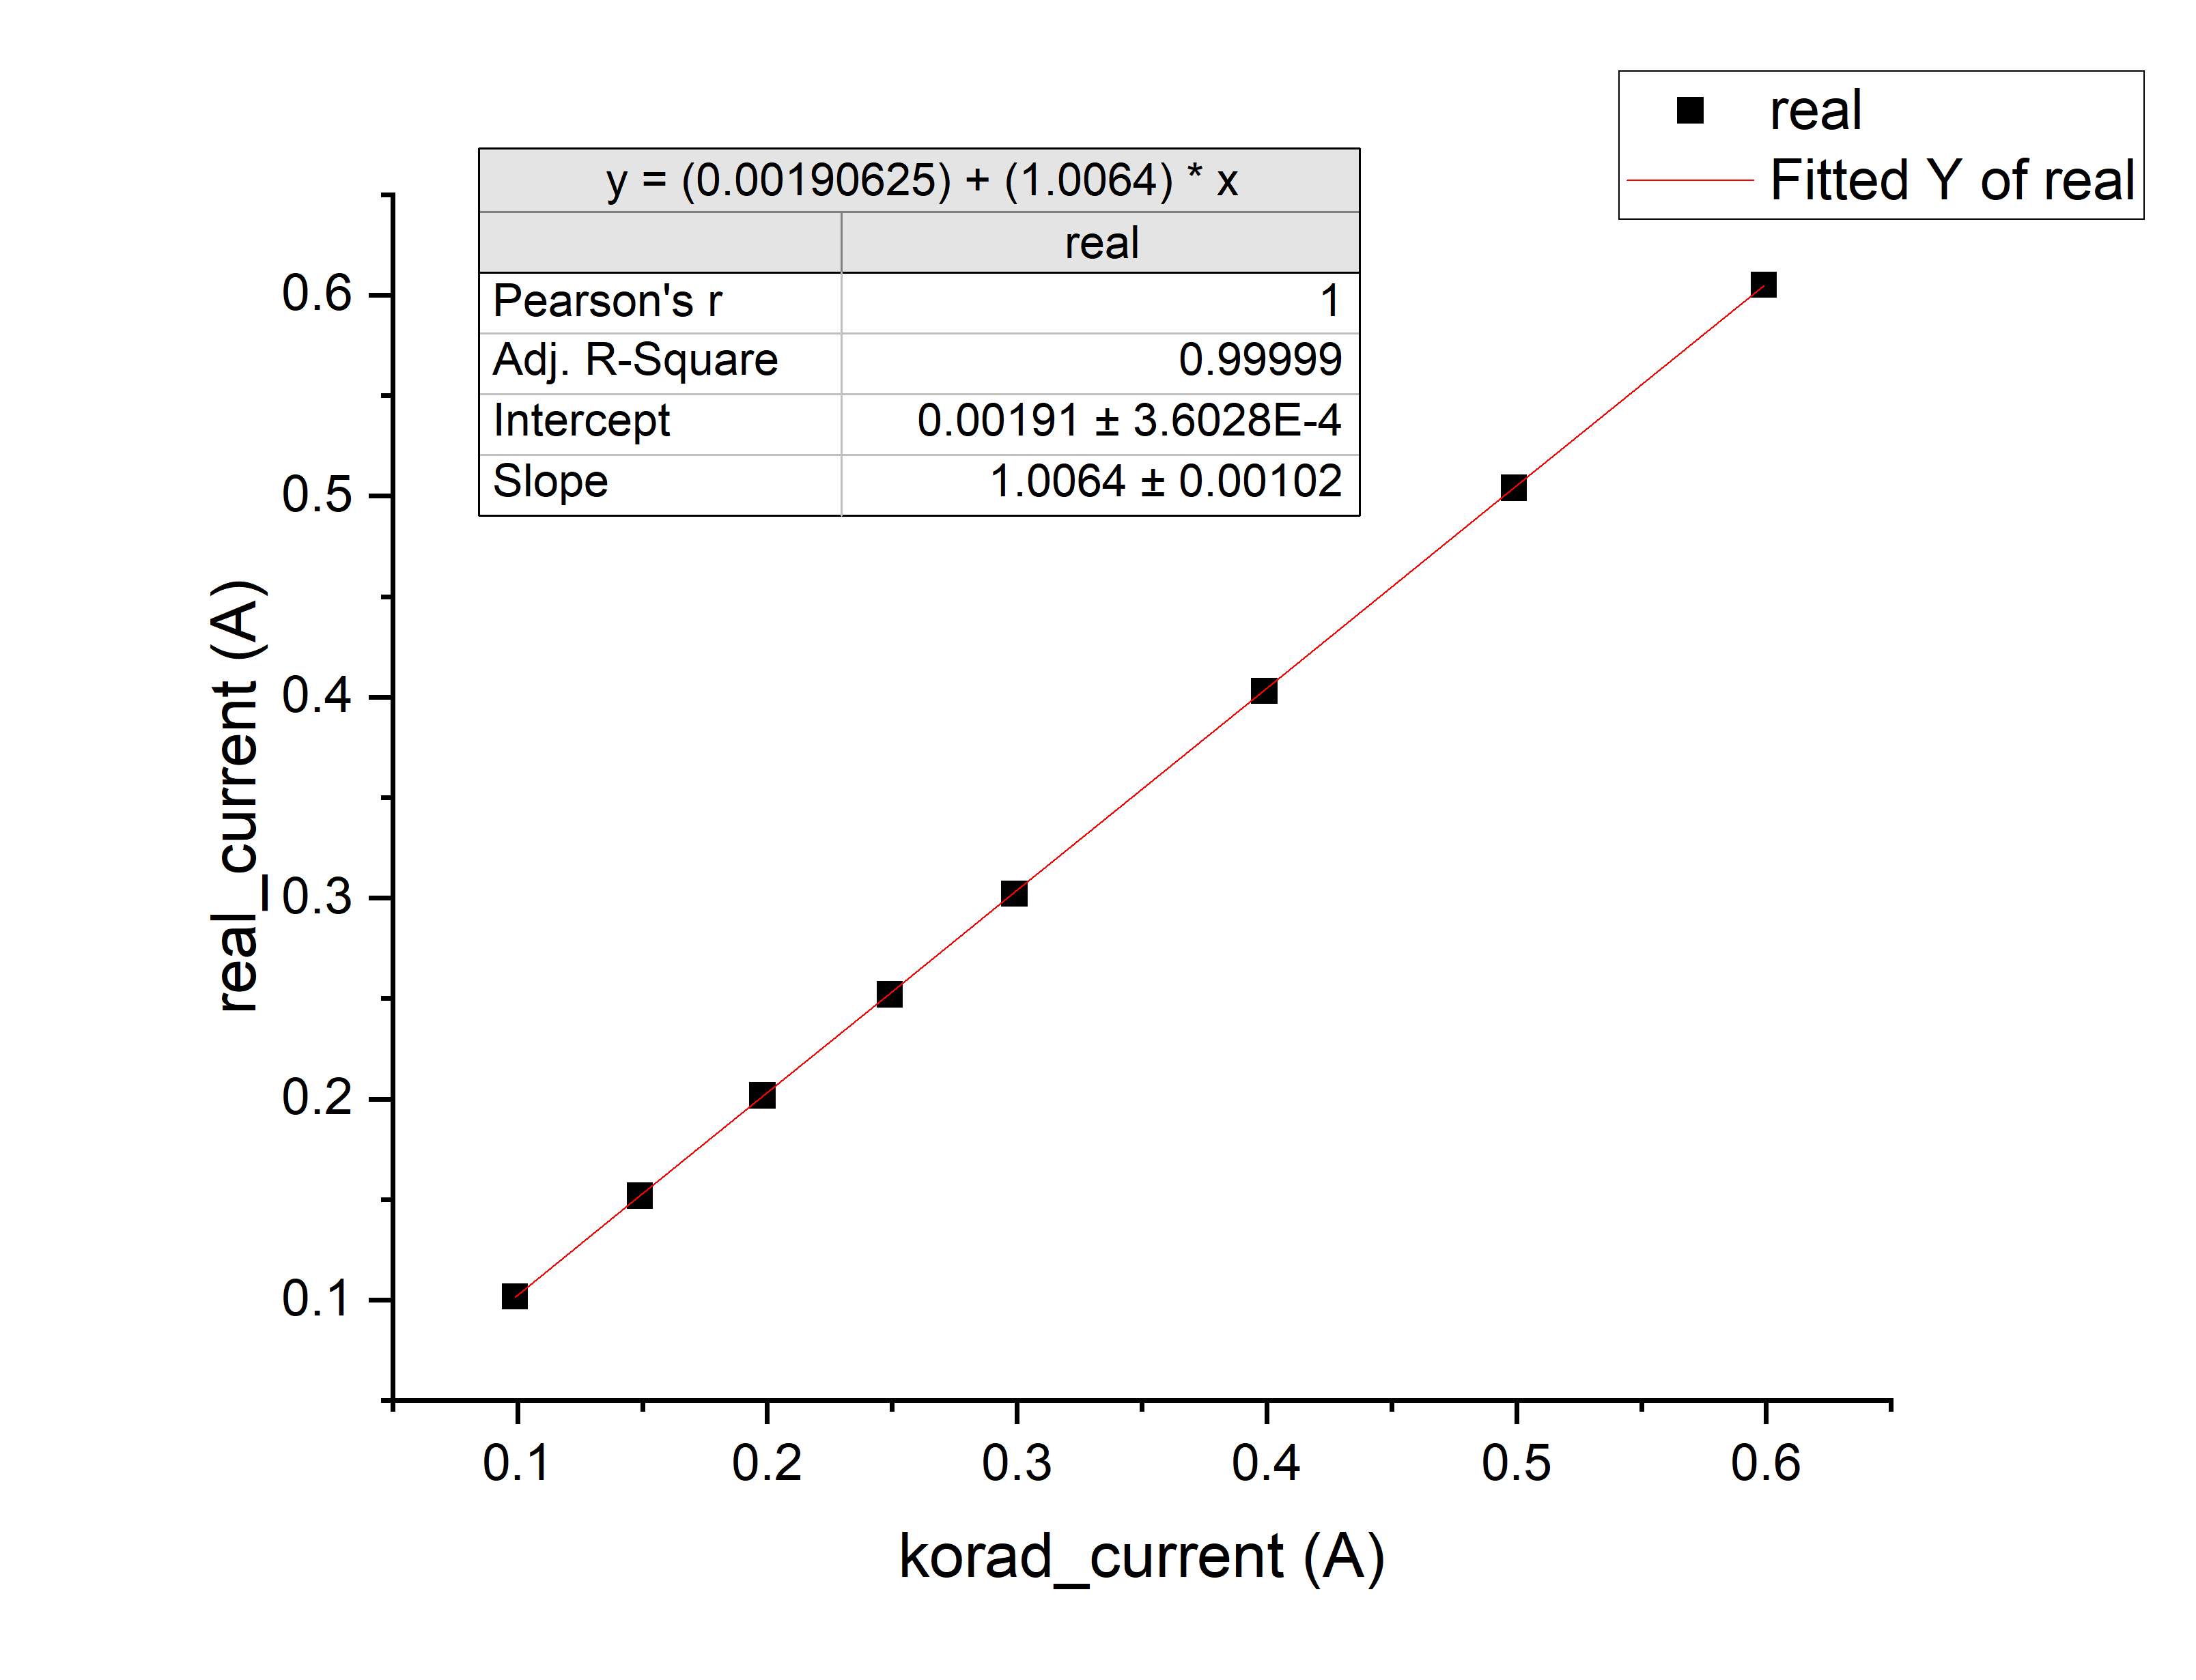 real
Fitted Y of real
y = (0.00190625) + (1.0064) * x
real
Pearson's r 1
Adj. R-Square 0.99999
Intercept 0.00191 ± 3.6028E-4
Slope 1.0064 ± 0.00102
0.6
0.5
0.4
0.3
0.2
0.1
real_current (A)
0.1 0.2 0.3 0.4 0.5 0.6
korad_current (A)